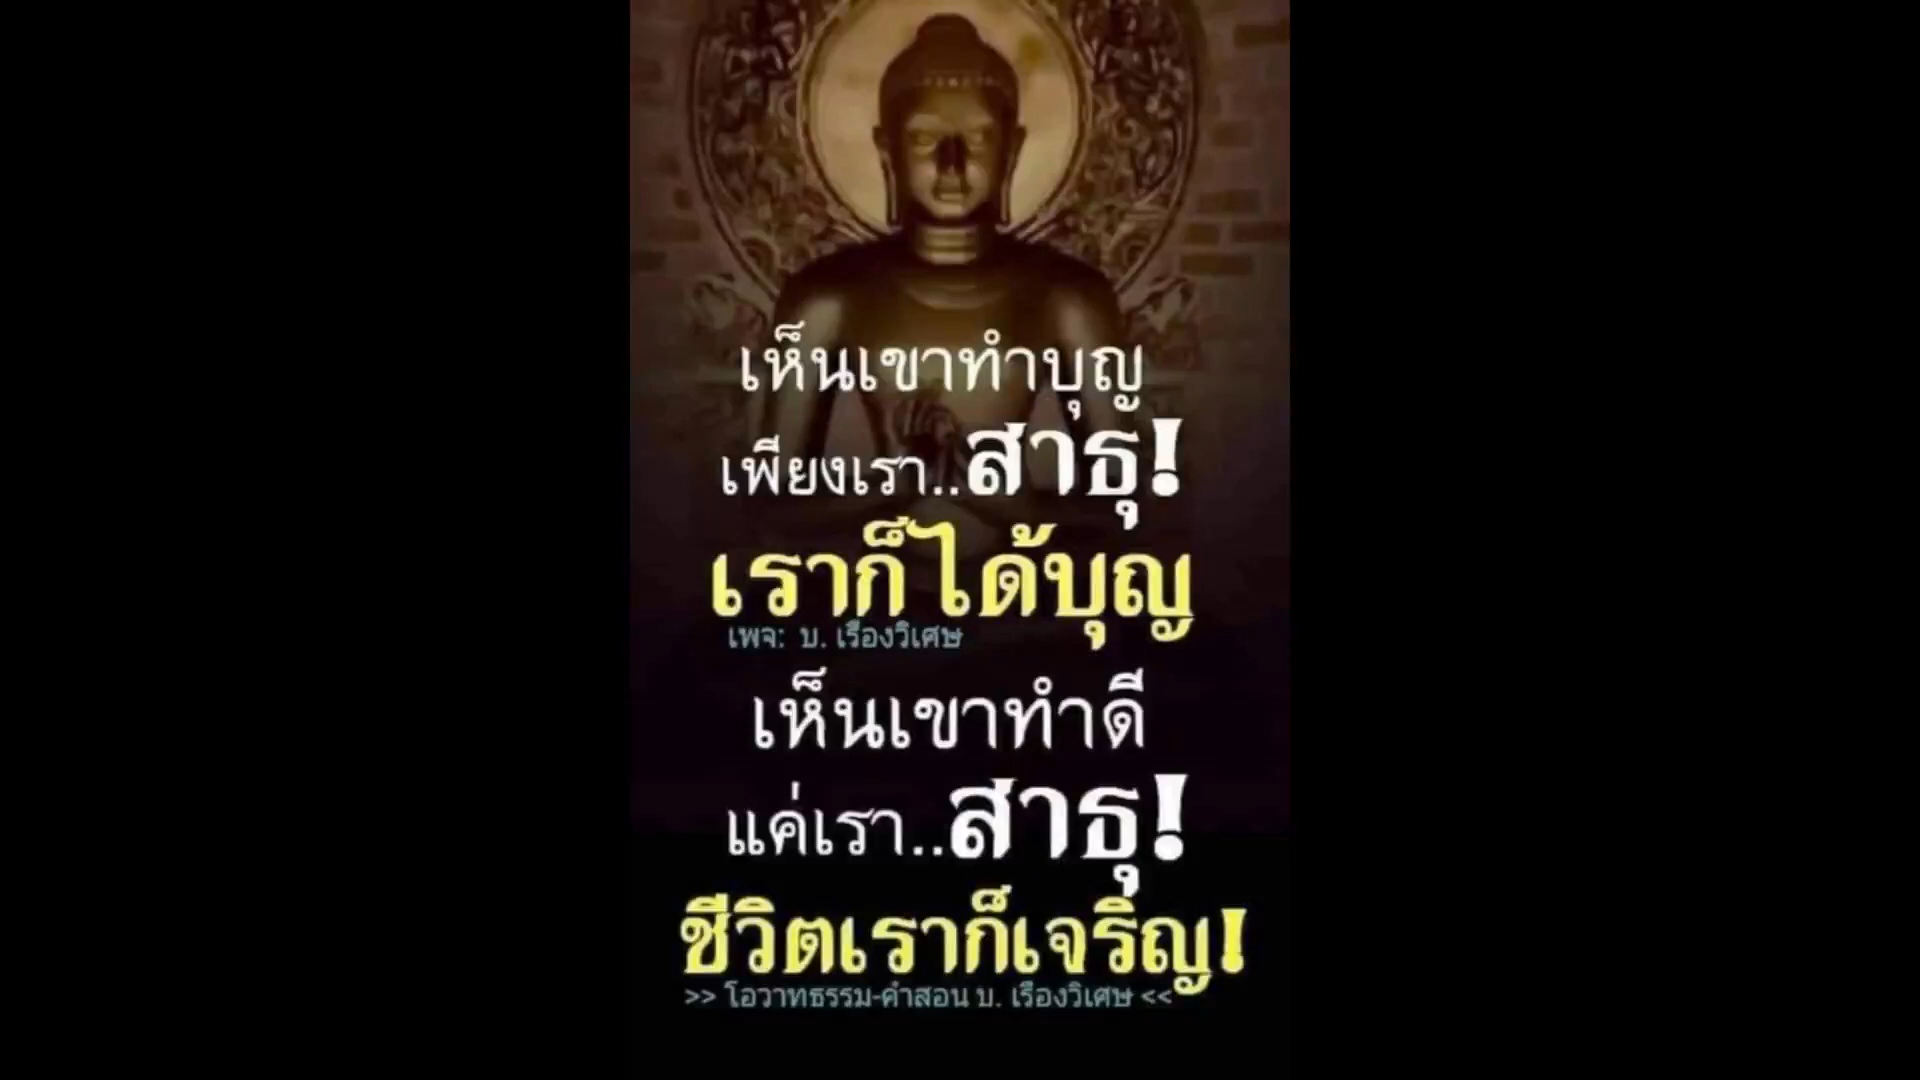 เห็นเขาทำบุญ
เพียงเรา..สาธุ!
เราก็ได้บุญ
เพจ: บ. เรืองวิเศษ
เห็นเขาทำดี
แค่เรา..สาธุ!
ชีวิตเราก็เจริญ!
>> โอวาทธรรม-คำสอน บ. เรืองวิเศษ <<